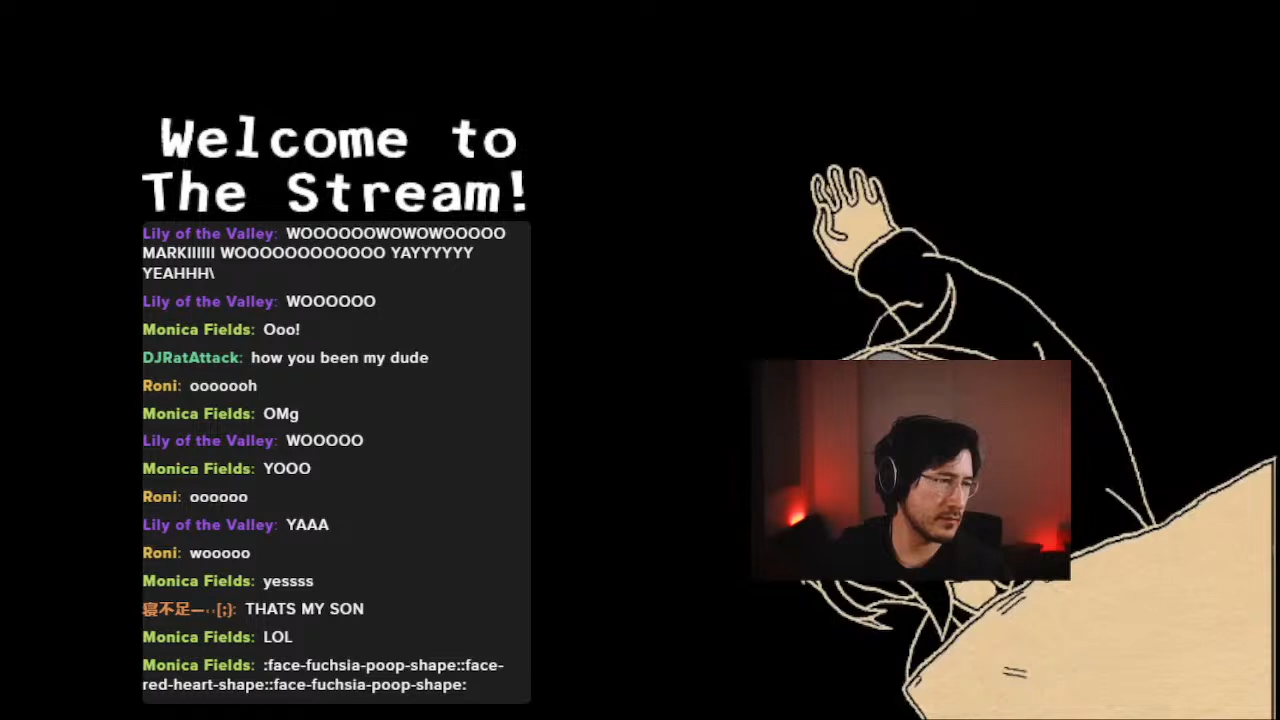 Welcome to
The Stream!
Lily of the Valley: WOOOOOOWOWOWOOOOO
MARKIIIIII WOOOOOOOOOOOO YAYYYYYY
YEAHHH\
Lily of the Valley: WOOOOOO
Monica Fields: Ooo!
DJRatAttack: how you been my dude
Roni: ooooooh
Monica Fields: OMg
Lily of the Valley: WOOOOO
Monica Fields: YOOO
Roni: oooooo
Lily of the Valley: YAAA
Roni: wooooo
Monica Fields: yessss
寝不足—··[;): THATS MY SON
Monica Fields: LOL
Monica Fields: :face-fuchsia-poop-shape::face-
red-heart-shape::face-fuchsia-poop-shape: